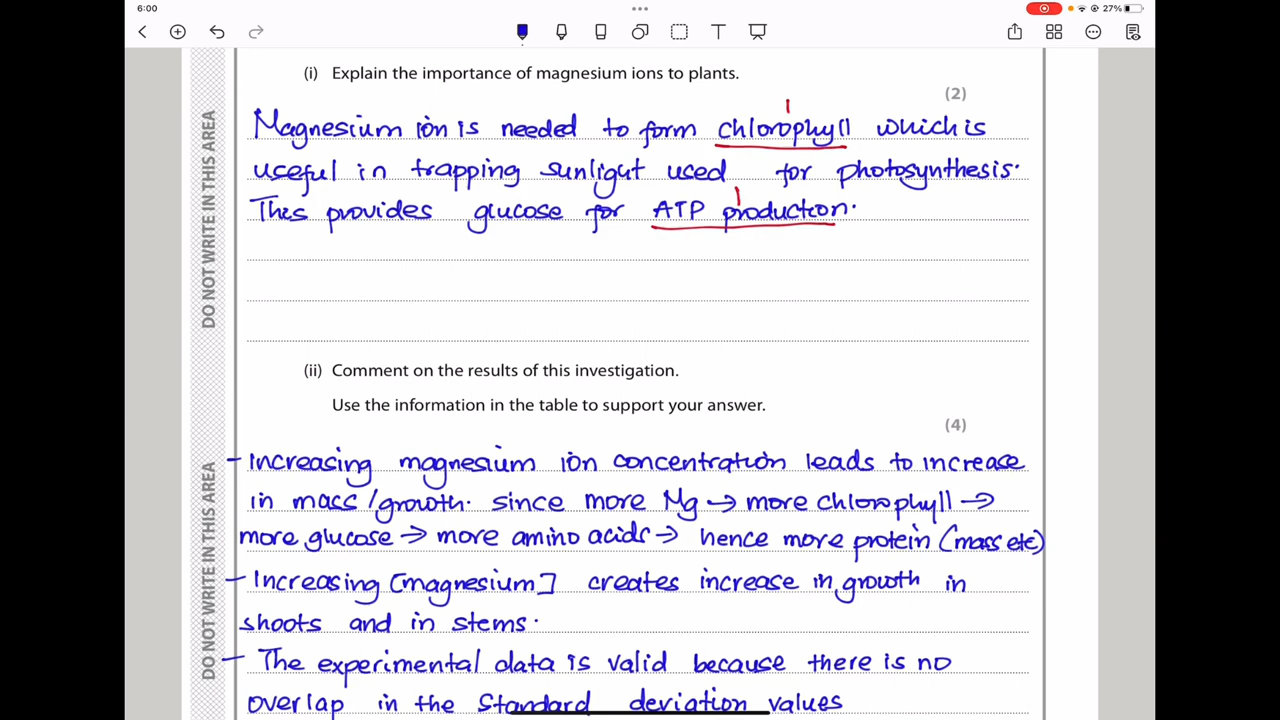 6:00
27%
(i) Explain the importance of magnesium ions to plants.
(2)
Magnesium ion is needed to form chlorophyll which is
useful in trapping sunlight used for photosynthesis.
This provides glucose for ATP production.
(ii) Comment on the results of this investigation.
Use the information in the table to support your answer.
(4)
- Increasing magnesium ion concentration leads to increase
in mass/growth. since more Mg → more chlorophyll →
more glucose → more amino acids → hence more protein (mass etc)
- Increasing [magnesium] creates increase in growth in
shoots and in stems.
- The experimental data is valid because there is no
overlap in the standard deviation values
DO NOT WRITE IN THIS AREA
DO NOT WRITE IN THIS AREA